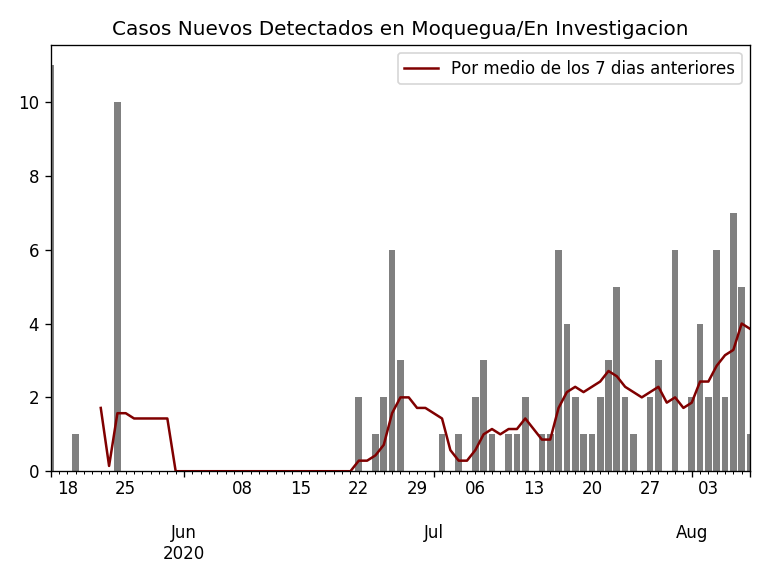 Casos Nuevos Detectados en Moquegua/En Investigacion
Por medio de los 7 dias anteriores
10
8
6
4
2
0
18 25 08 15 22 29 06 13 20 27 03
Jun Jul Aug
2020